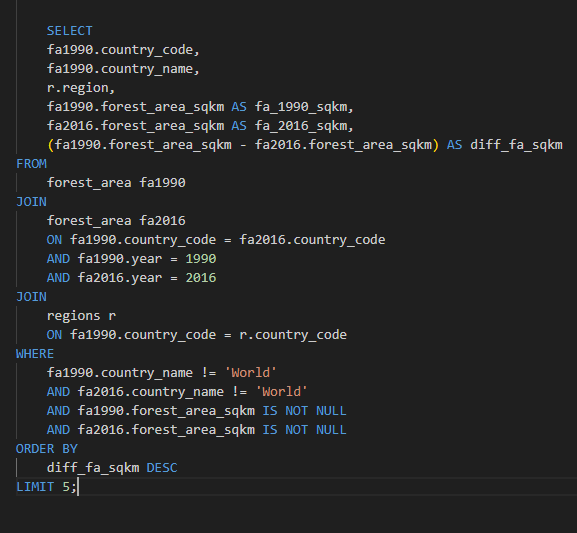 SELECT
fa1990.country_code,
fa1990.country_name,
r.region,
fa1990.forest_area_sqkm AS fa_1990_sqkm,
fa2016.forest_area_sqkm AS fa_2016_sqkm,
(fa1990.forest_area_sqkm - fa2016.forest_area_sqkm) AS diff_fa_sqkm
FROM
forest_area fa1990
JOIN
forest_area fa2016
ON fa1990.country_code = fa2016.country_code
AND fa1990.year = 1990
AND fa2016.year = 2016
JOIN
regions r
ON fa1990.country_code = r.country_code
WHERE
fa1990.country_name != 'World'
AND fa2016.country_name != 'World'
AND fa1990.forest_area_sqkm IS NOT NULL
AND fa2016.forest_area_sqkm IS NOT NULL
ORDER BY
diff_fa_sqkm DESC
LIMIT 5;